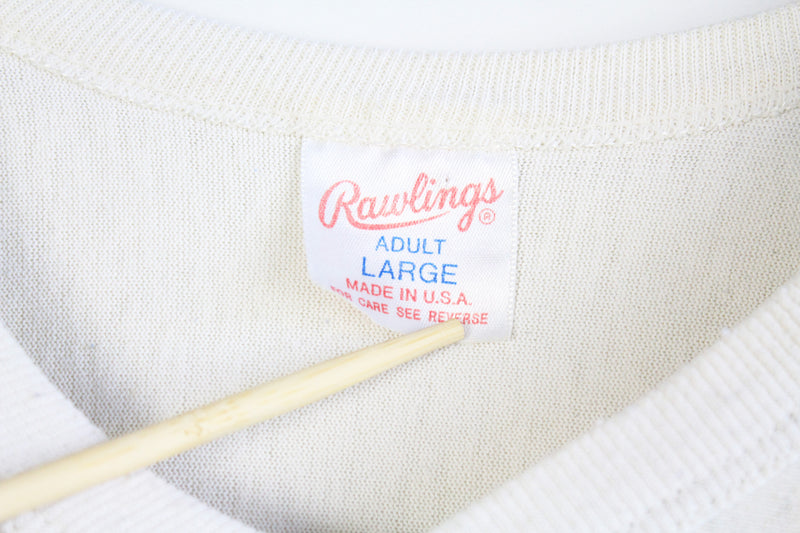 Rawlings®
ADULT
LARGE
MADE IN U.S.A.
FOR CARE SEE REVERSE